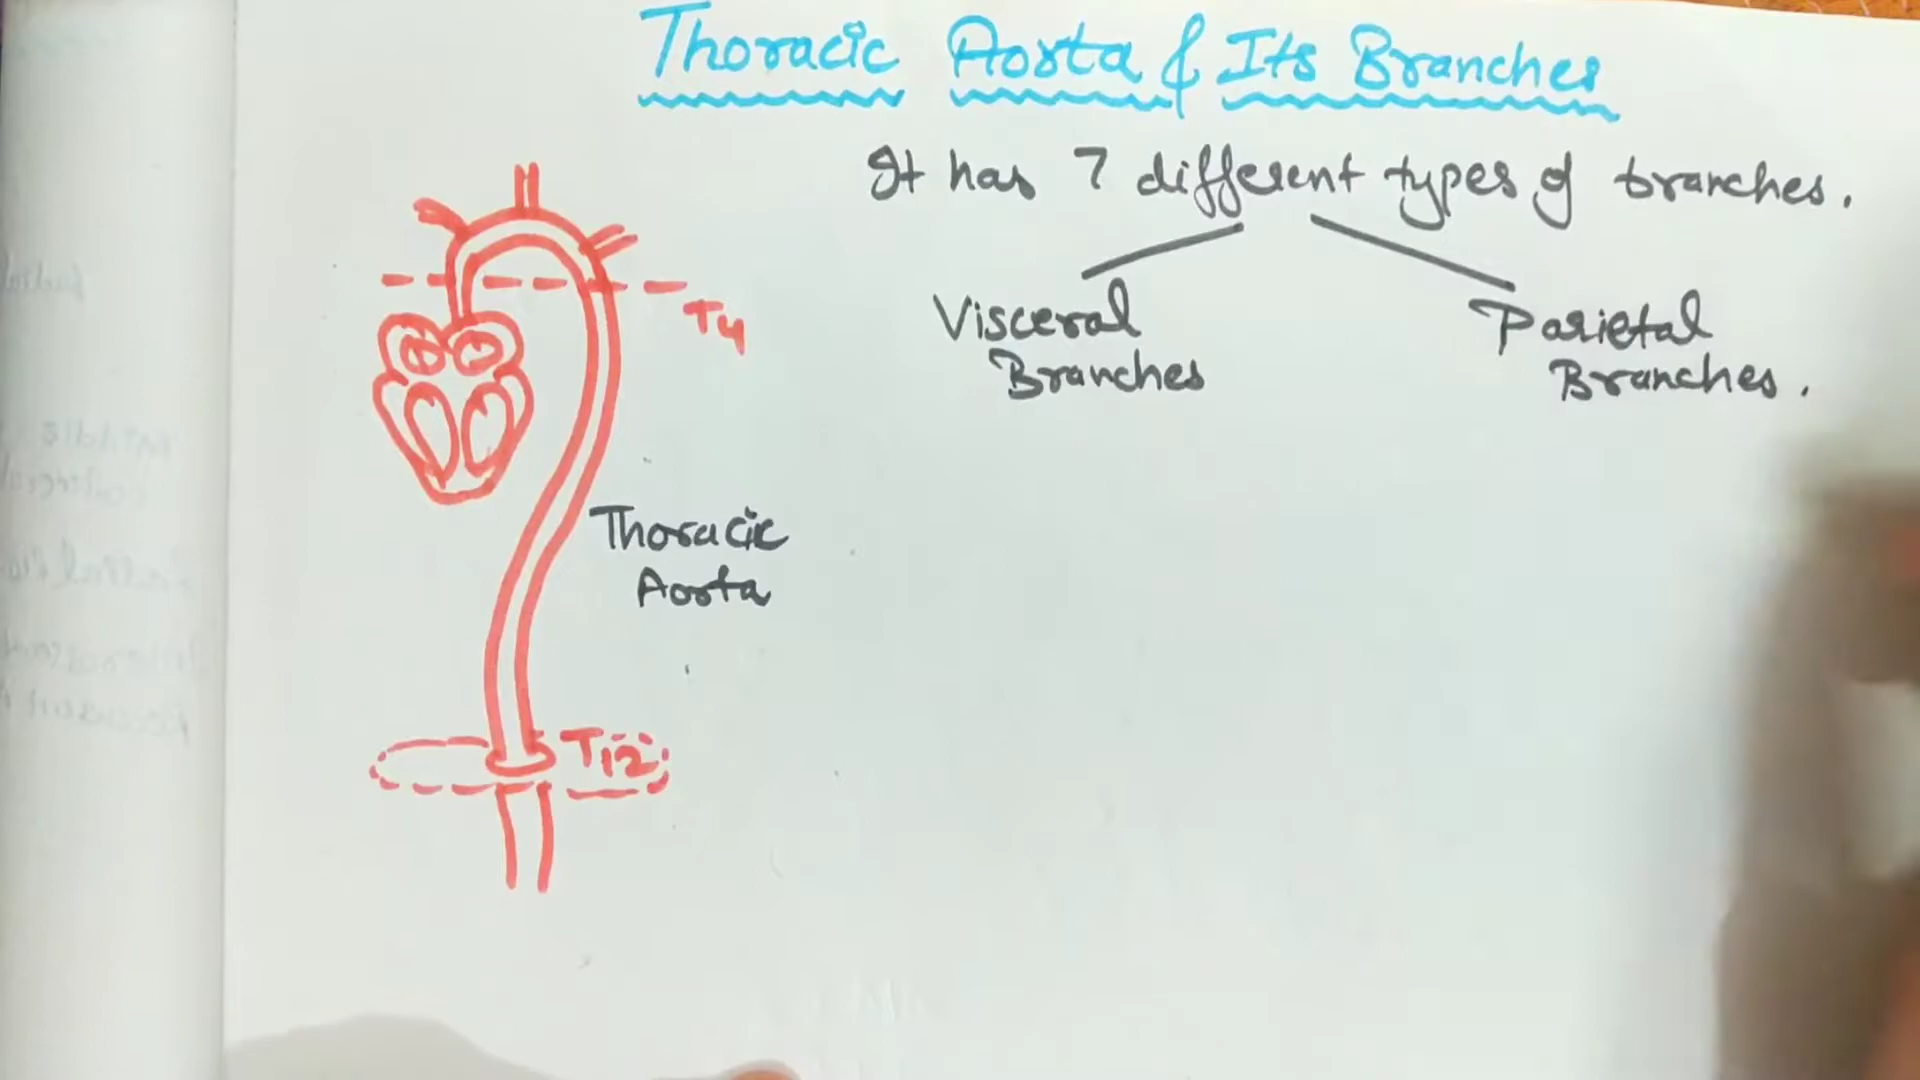 Thoracic Aorta & Its Branches
It has 7 different types of branches.
Visceral
Branches
Parietal
Branches.
T4
Thoracic
Aorta
T12